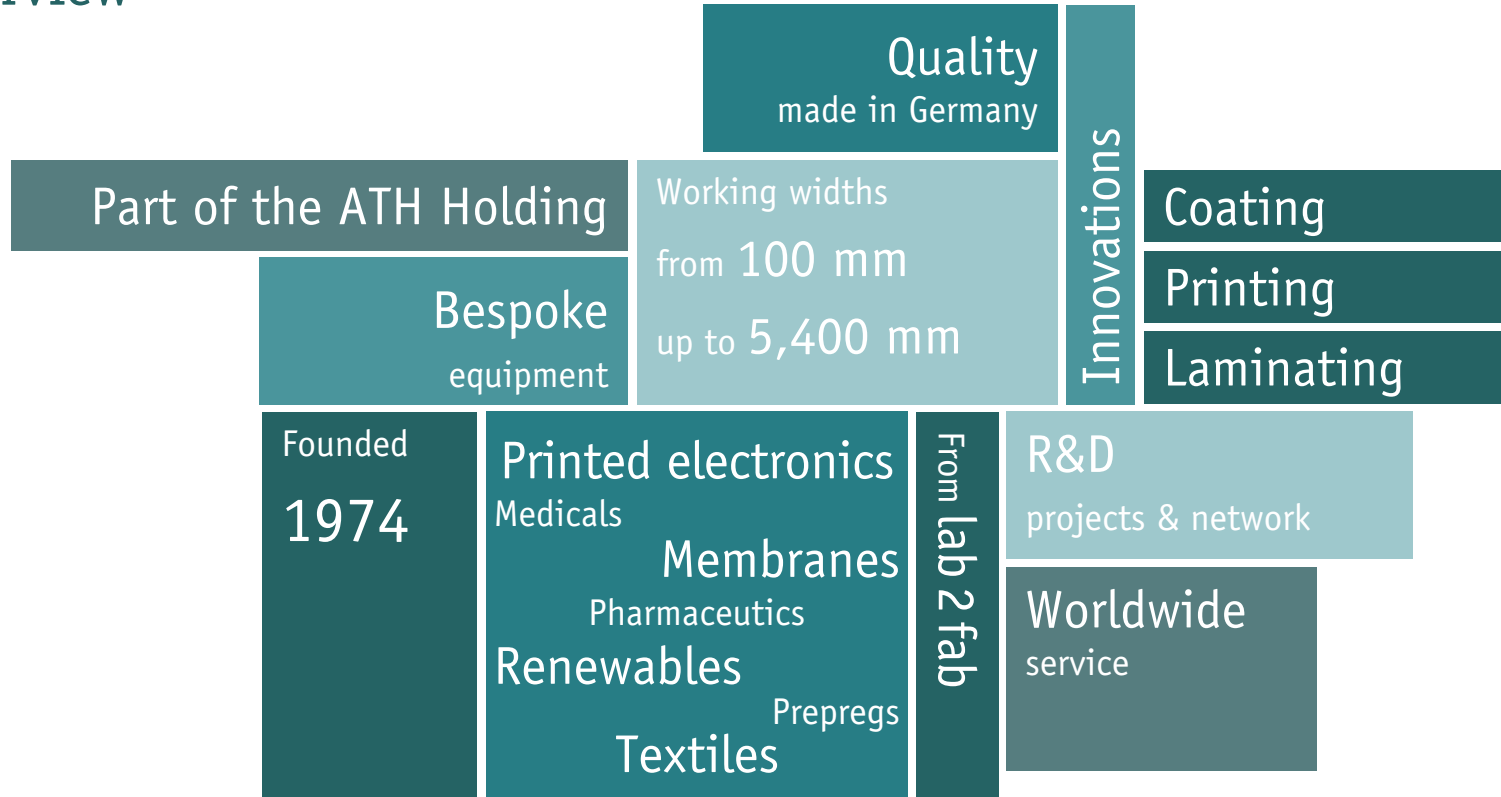 Quality
made in Germany
Part of the ATH Holding
Bespoke
equipment
Working widths
from 100 mm
up to 5,400 mm
Innovations
Coating
Printing
Laminating
Founded
1974
Printed electronics
Medicals
Membranes
Pharmaceutics
Renewables
Prepregs
Textiles
From lab 2 fab
R&D
projects & network
Worldwide
service